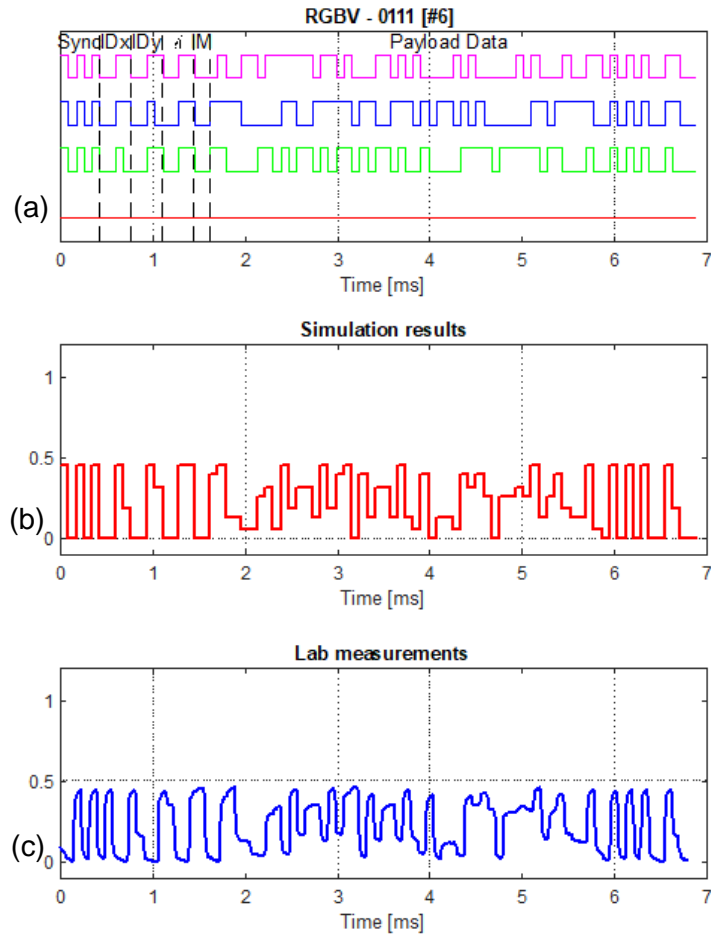 RGBV - 0111 [#6]
Sync IDx IDy IM Payload Data
(a)
0 1 2 3 4 5 6 7
Time [ms]
Simulation results
1
0.5
(b)
0
0 1 2 3 4 5 6 7
Time [ms]
Lab measurements
1
0.5
(c)
0
0 1 2 3 4 5 6 7
Time [ms]